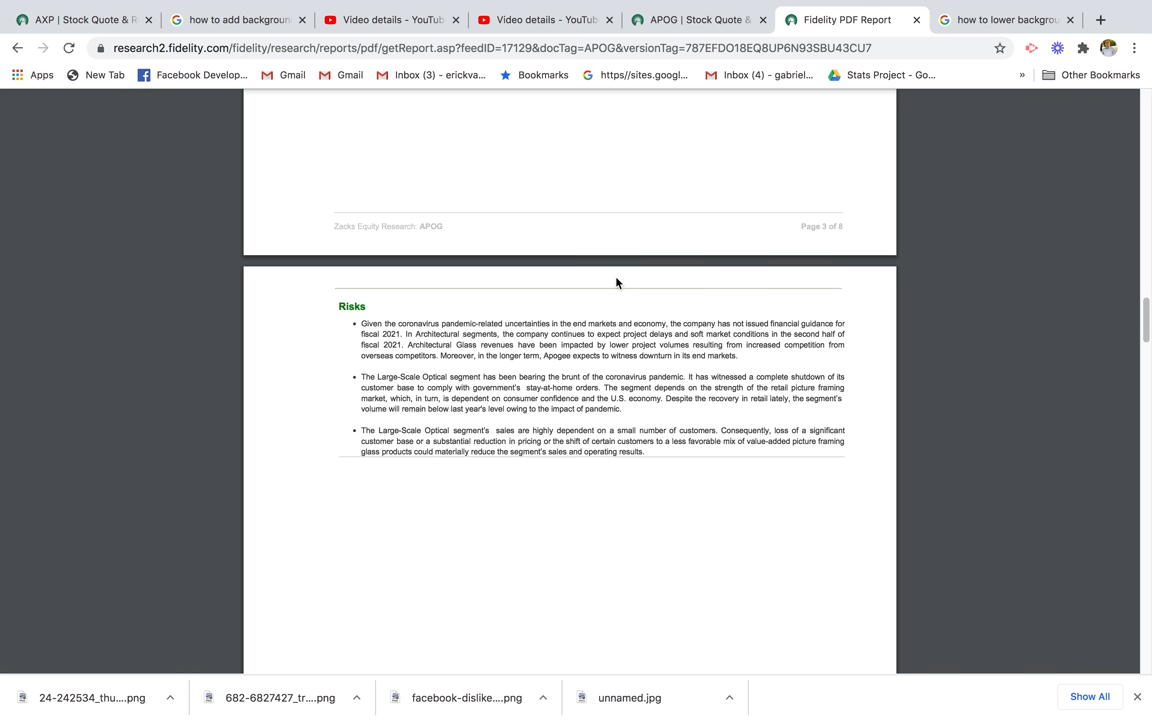 AXP | Stock Quote & R
how to add backgroun
Video details - YouTub
Video details - YouTub
APOG | Stock Quote &
Fidelity PDF Report
how to lower backgrou
research2.fidelity.com/fidelity/research/reports/pdf/getReport.asp?feedID=17129&docTag=APOG&versionTag=787EFDO18EQ8UP6N93SBU43CU7
Apps
New Tab
Facebook Develop...
Gmail
Gmail
Inbox (3) - erickva...
Bookmarks
https//sites.googl...
Inbox (4) - gabriel...
Stats Project - Go...
»
Other Bookmarks
Zacks Equity Research: APOG
Page 3 of 8
Risks
• Given the coronavirus pandemic-related uncertainties in the end markets and economy, the company has not issued financial guidance for
fiscal 2021. In Architectural segments, the company continues to expect project delays and soft market conditions in the second half of
fiscal 2021. Architectural Glass revenues have been impacted by lower project volumes resulting from increased competition from
overseas competitors. Moreover, in the longer term, Apogee expects to witness downturn in its end markets.
• The Large-Scale Optical segment has been bearing the brunt of the coronavirus pandemic. It has witnessed a complete shutdown of its
customer base to comply with government's stay-at-home orders. The segment depends on the strength of the retail picture framing
market, which, in turn, is dependent on consumer confidence and the U.S. economy. Despite the recovery in retail lately, the segment's
volume will remain below last year's level owing to the impact of pandemic.
• The Large-Scale Optical segment's sales are highly dependent on a small number of customers. Consequently, loss of a significant
customer base or a substantial reduction in pricing or the shift of certain customers to a less favorable mix of value-added picture framing
glass products could materially reduce the segment's sales and operating results.
24-242534_thu....png
682-6827427_tr....png
facebook-dislike....png
unnamed.jpg
Show All